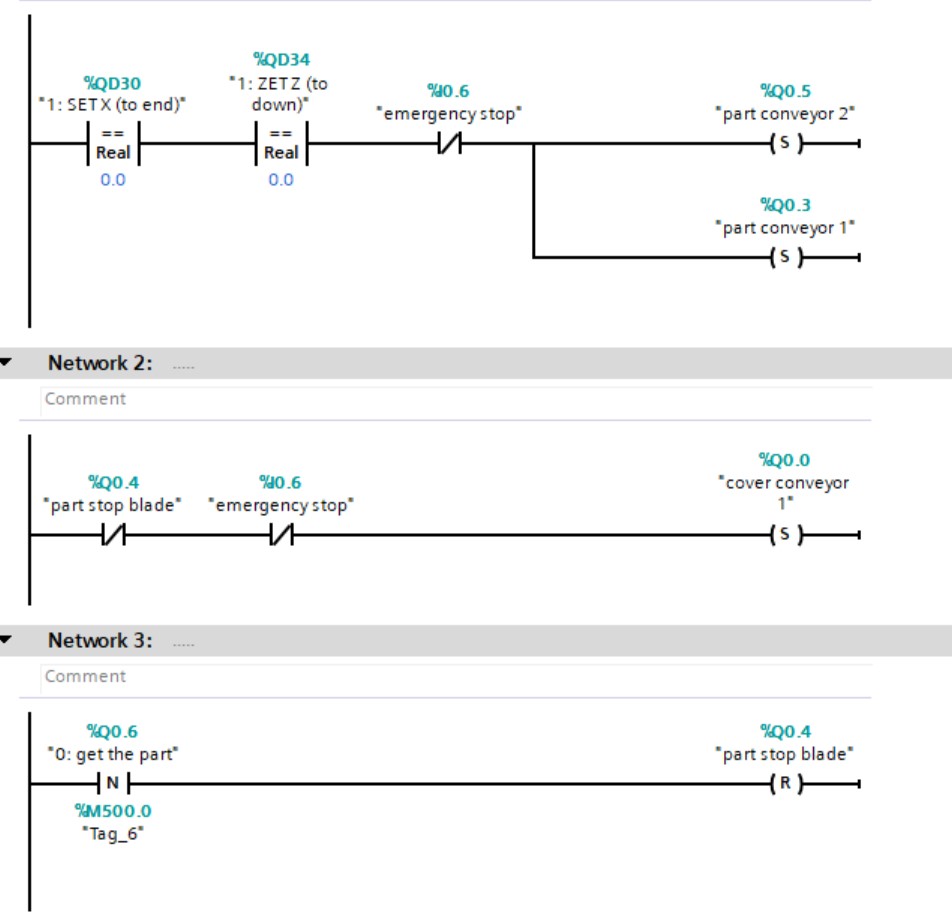 %QD30
"1: SET X (to end)"
==
Real
0.0
%QD34
"1: ZET Z (to
down)"
==
Real
0.0
%I0.6
"emergency stop"
%Q0.5
"part conveyor 2"
S
%Q0.3
"part conveyor 1"
S
Network 2: .....
Comment
%Q0.4
"part stop blade"
%I0.6
"emergency stop"
%Q0.0
"cover conveyor
1"
S
Network 3: .....
Comment
%Q0.6
"0: get the part"
N
%M500.0
"Tag_6"
%Q0.4
"part stop blade"
R